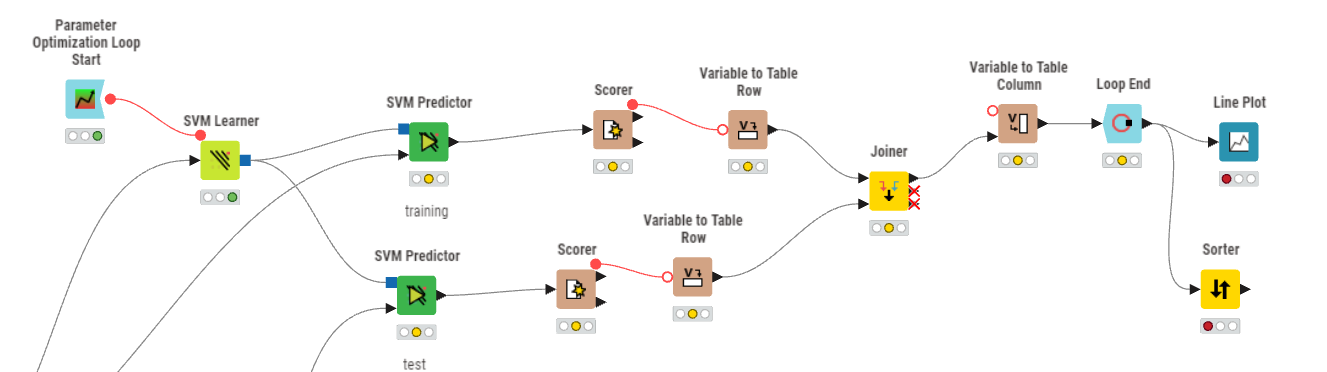 Parameter
Optimization Loop
Start
SVM Learner
SVM Predictor
training
Scorer
Variable to Table
Row
Joiner
Variable to Table
Column
Loop End
Line Plot
SVM Predictor
test
Scorer
Variable to Table
Row
Sorter